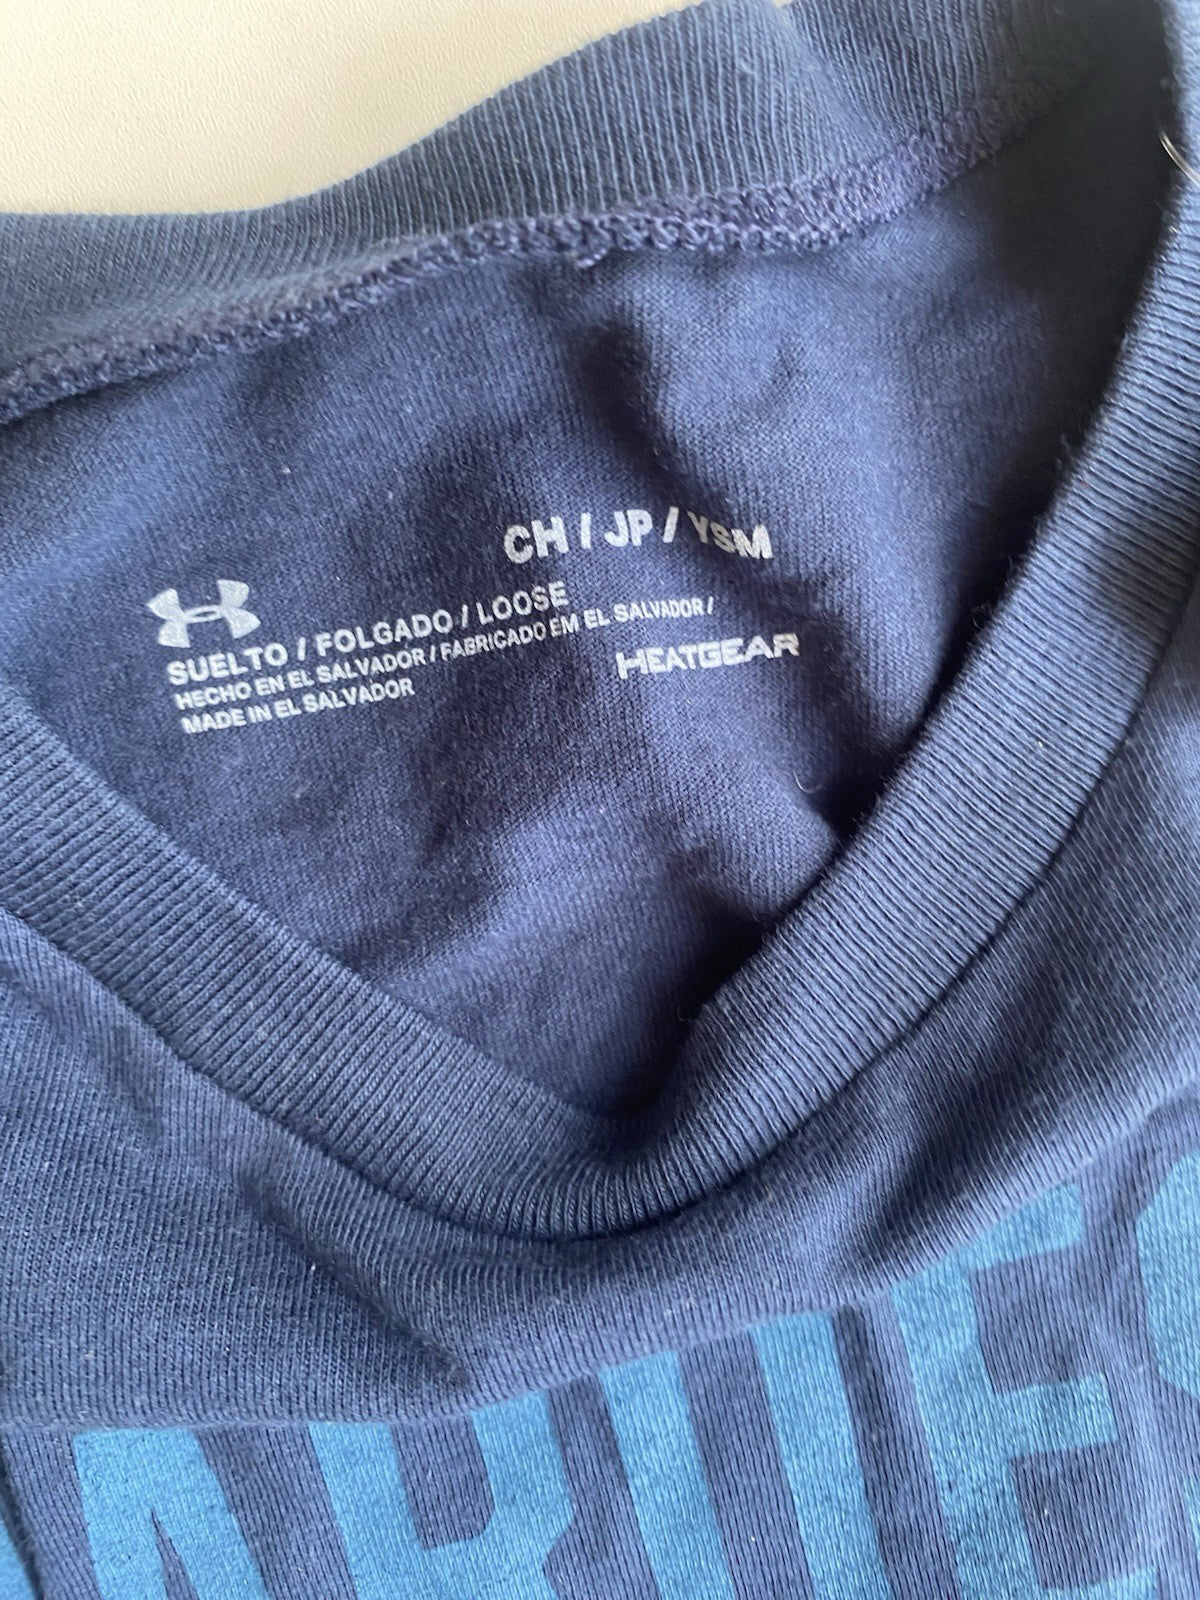 CH / JP / YSM
SUELTO / FOLGADO / LOOSE
HECHO EN EL SALVADOR / FABRICADO EM EL SALVADOR /
MADE IN EL SALVADOR
HEATGEAR